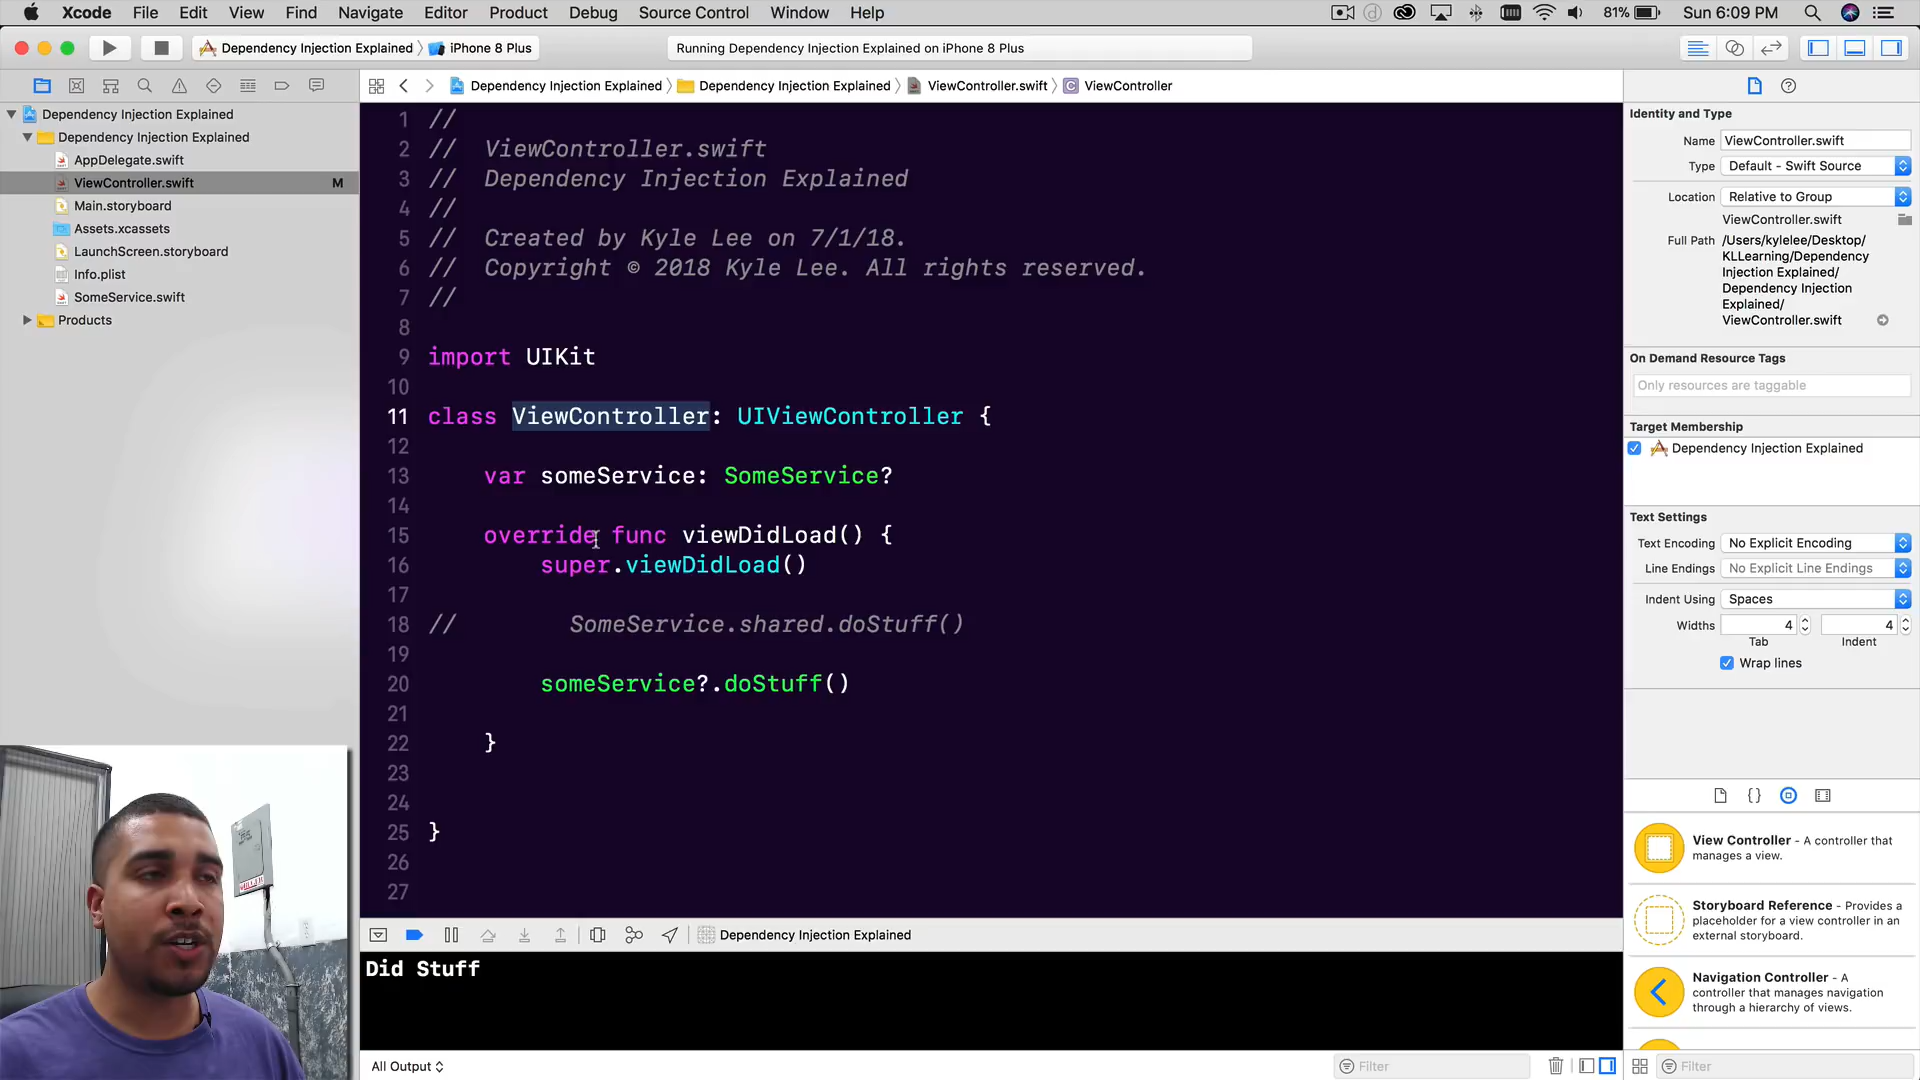 Xcode File Edit View Find Navigate Editor Product Debug Source Control Window Help 81% Sun 6:09 PM
Dependency Injection Explained iPhone 8 Plus Running Dependency Injection Explained on iPhone 8 Plus
Dependency Injection Explained Dependency Injection Explained ViewController.swift ViewController
Dependency Injection Explained
Dependency Injection Explained
AppDelegate.swift
ViewController.swift M
Main.storyboard
Assets.xcassets
LaunchScreen.storyboard
Info.plist
SomeService.swift
Products
1 //
2 // ViewController.swift
3 // Dependency Injection Explained
4 //
5 // Created by Kyle Lee on 7/1/18.
6 // Copyright © 2018 Kyle Lee. All rights reserved.
7 //
8
9 import UIKit
10
11 class ViewController: UIViewController {
12
13 var someService: SomeService?
14
15 override func viewDidLoad() {
16 super.viewDidLoad()
17
18 // SomeService.shared.doStuff()
19
20 someService?.doStuff()
21
22 }
23
24
25 }
26
27
Dependency Injection Explained
Did Stuff
All Output Filter
Identity and Type
Name ViewController.swift
Type Default - Swift Source
Location Relative to Group
ViewController.swift
Full Path /Users/kylelee/Desktop/
KLLearning/Dependency
Injection Explained/
Dependency Injection
Explained/
ViewController.swift
On Demand Resource Tags
Only resources are taggable
Target Membership
Dependency Injection Explained
Text Settings
Text Encoding No Explicit Encoding
Line Endings No Explicit Line Endings
Indent Using Spaces
Widths 4 4
Tab Indent
Wrap lines
View Controller - A controller that
manages a view.
Storyboard Reference - Provides a
placeholder for a view controller in an
external storyboard.
Navigation Controller - A
controller that manages navigation
through a hierarchy of views.
Filter